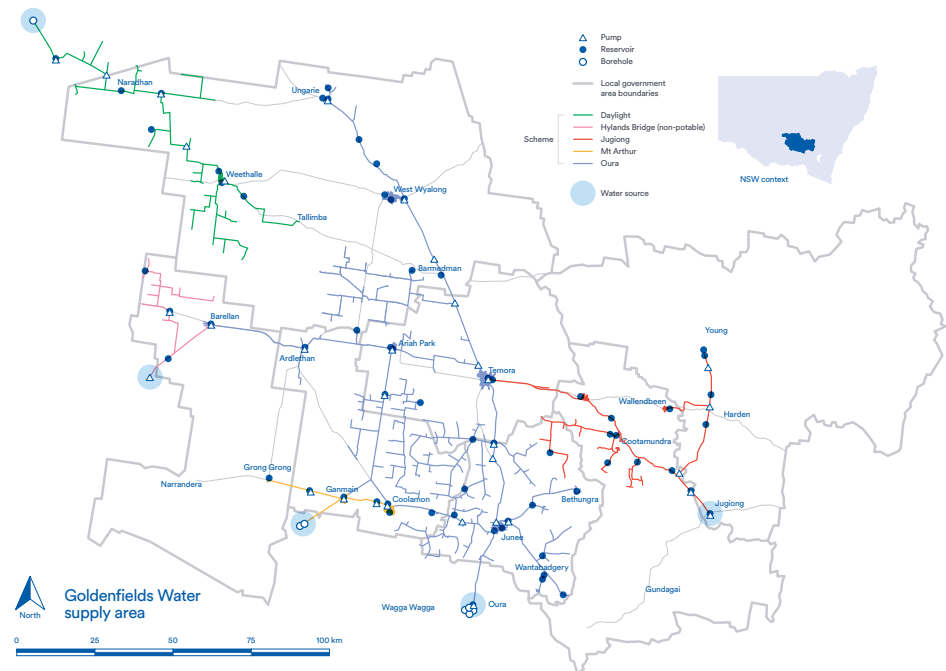 Pump
Reservoir
Borehole
Local government
area boundaries
Scheme
Daylight
Hylands Bridge (non-potable)
Jugiong
Mt Arthur
Oura
Water source
NSW context
Naradhan
Ungarie
Weethalle
West Wyalong
Tallimba
Barmedman
Barellan
Ardlethan
Ariah Park
Temora
Young
Wallendbeen
Harden
Cootamundra
Grong Grong
Narrandera
Ganmain
Coolamon
Bethungra
Jugiong
Junee
Wantabadgery
Gundagai
Wagga Wagga
Oura
North
Goldenfields Water
supply area
0 25 50 75 100 km